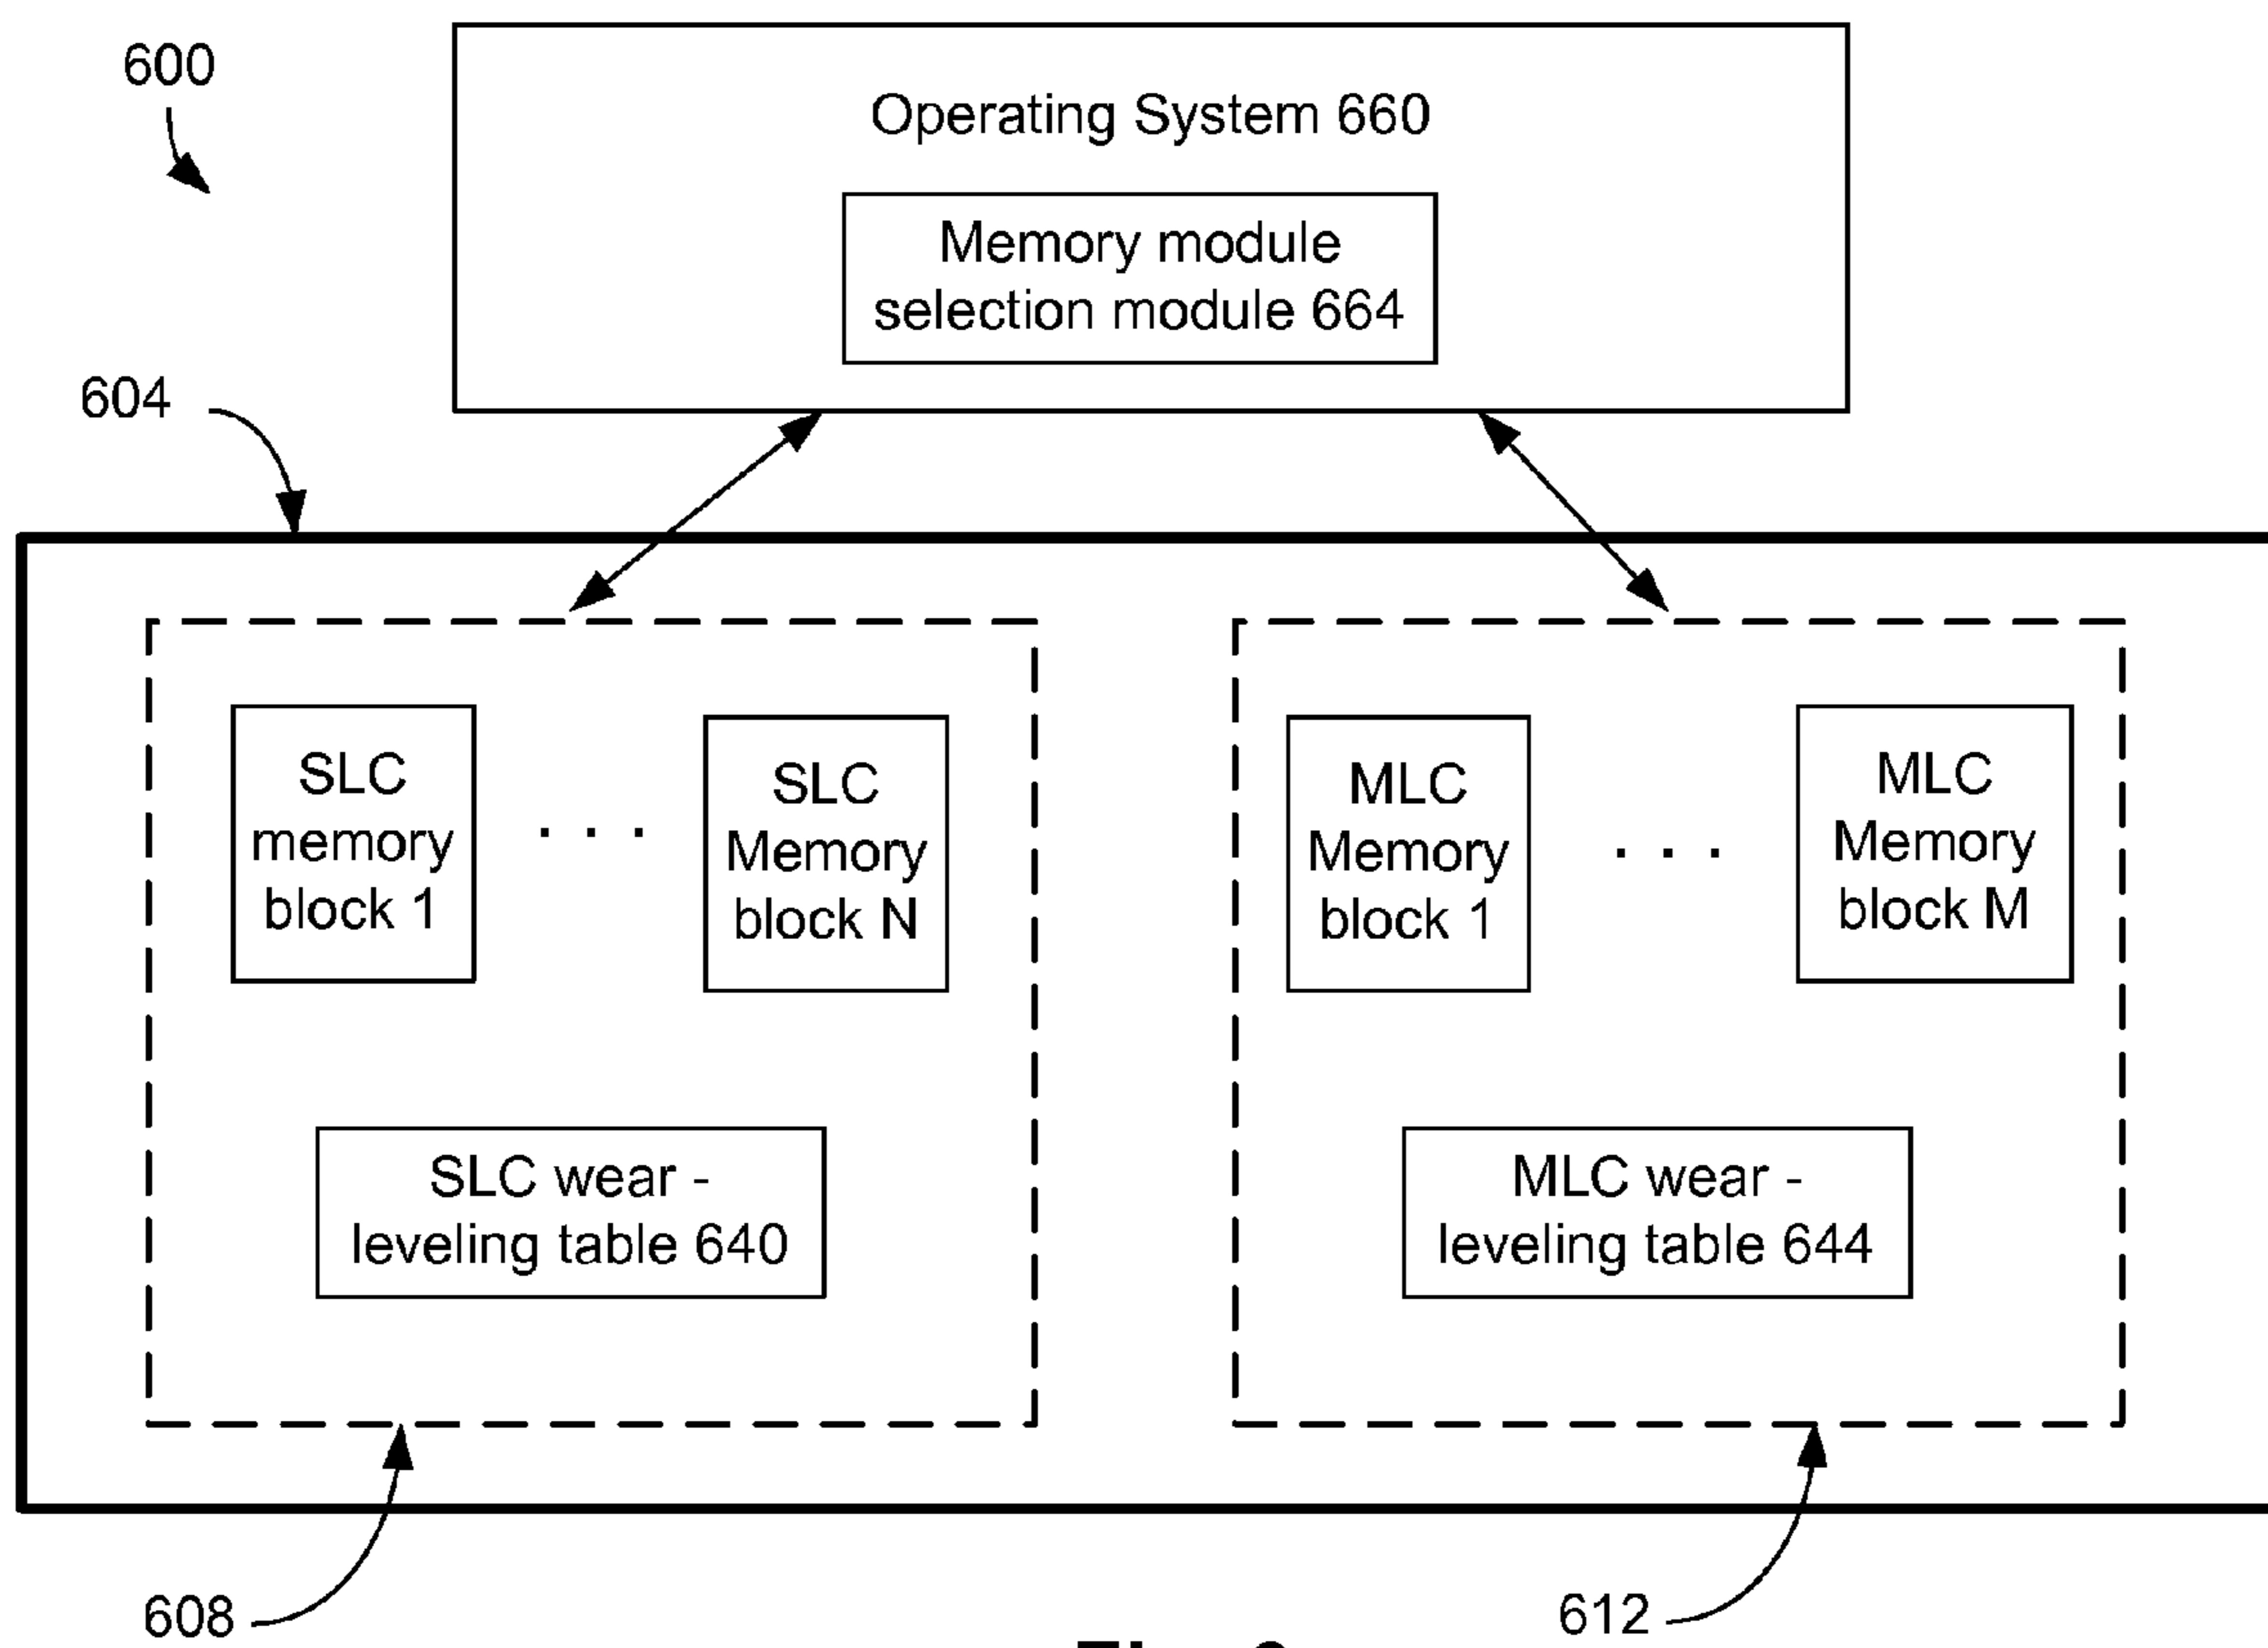 600
Operating System 660
Memory module
selection module 664
604
SLC
memory
block 1
. . .
SLC
Memory
block N
MLC
Memory
block 1
. . .
MLC
Memory
block M
SLC wear -
leveling table 640
MLC wear -
leveling table 644
608
612